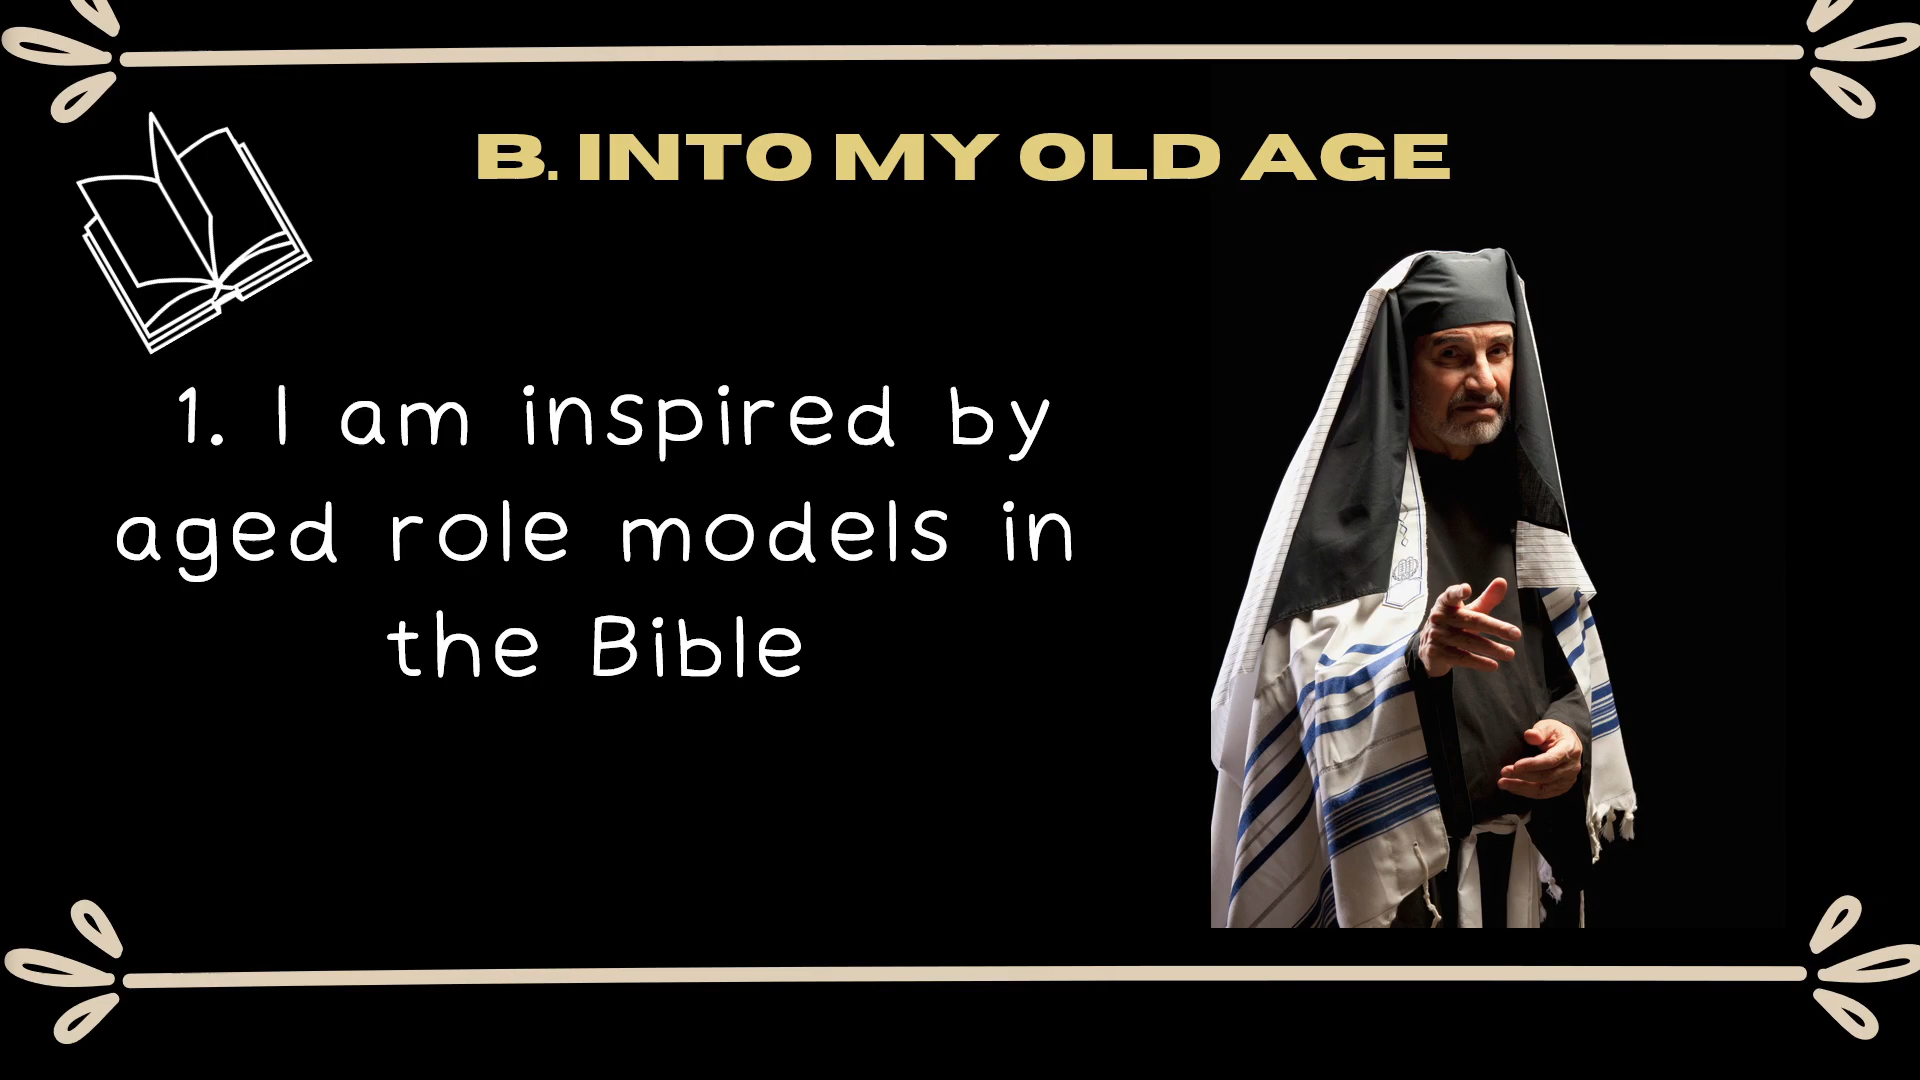 B. INTO MY OLD AGE
1. I am inspired by
aged role models in
the Bible